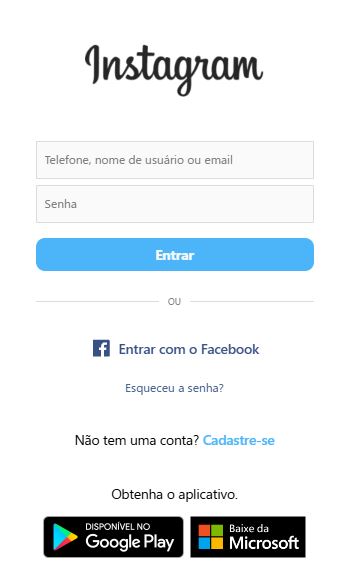 Instagram
Telefone, nome de usuário ou email
Senha
Entrar
OU
Entrar com o Facebook
Esqueceu a senha?
Não tem uma conta? Cadastre-se
Obtenha o aplicativo.
DISPONÍVEL NO
Google Play
Baixe da
Microsoft